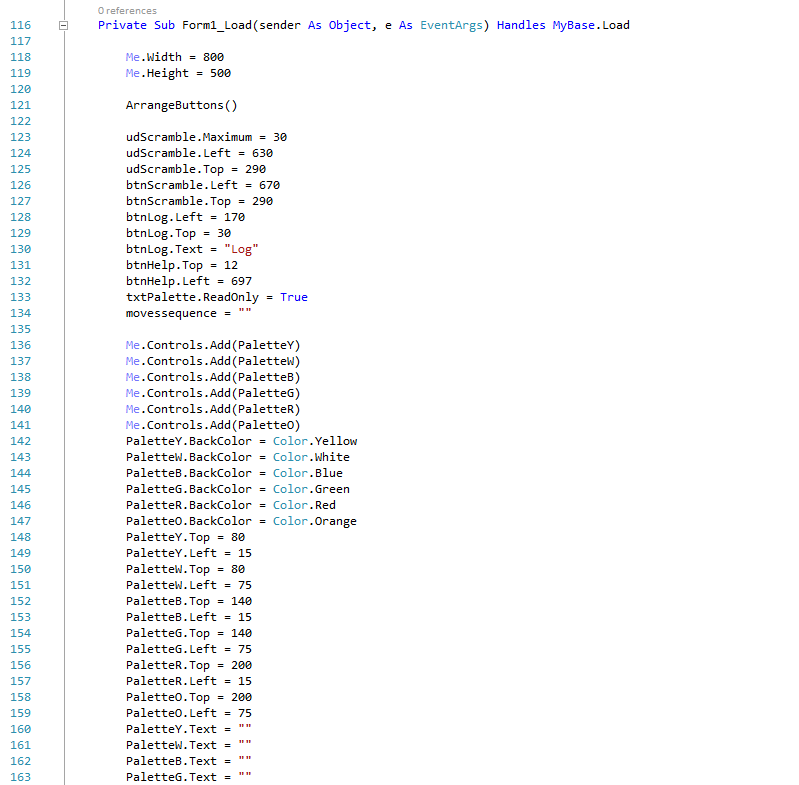 0 references
116 Private Sub Form1_Load(sender As Object, e As EventArgs) Handles MyBase.Load
117
118 Me.Width = 800
119 Me.Height = 500
120
121 ArrangeButtons()
122
123 udScramble.Maximum = 30
124 udScramble.Left = 630
125 udScramble.Top = 290
126 btnScramble.Left = 670
127 btnScramble.Top = 290
128 btnLog.Left = 170
129 btnLog.Top = 30
130 btnLog.Text = "Log"
131 btnHelp.Top = 12
132 btnHelp.Left = 697
133 txtPalette.ReadOnly = True
134 movessequence = ""
135
136 Me.Controls.Add(PaletteY)
137 Me.Controls.Add(PaletteW)
138 Me.Controls.Add(PaletteB)
139 Me.Controls.Add(PaletteG)
140 Me.Controls.Add(PaletteR)
141 Me.Controls.Add(PaletteO)
142 PaletteY.BackColor = Color.Yellow
143 PaletteW.BackColor = Color.White
144 PaletteB.BackColor = Color.Blue
145 PaletteG.BackColor = Color.Green
146 PaletteR.BackColor = Color.Red
147 PaletteO.BackColor = Color.Orange
148 PaletteY.Top = 80
149 PaletteY.Left = 15
150 PaletteW.Top = 80
151 PaletteW.Left = 75
152 PaletteB.Top = 140
153 PaletteB.Left = 15
154 PaletteG.Top = 140
155 PaletteG.Left = 75
156 PaletteR.Top = 200
157 PaletteR.Left = 15
158 PaletteO.Top = 200
159 PaletteO.Left = 75
160 PaletteY.Text = ""
161 PaletteW.Text = ""
162 PaletteB.Text = ""
163 PaletteG.Text = ""